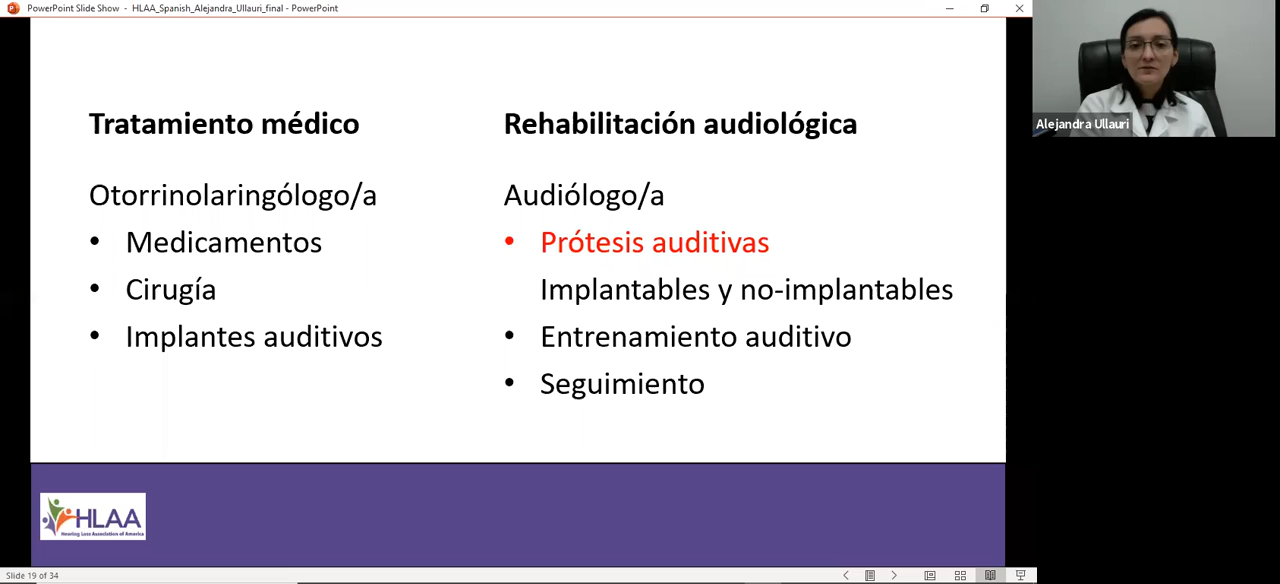 PowerPoint Slide Show - HLAA_Spanish_Alejandra_Ullauri_final - PowerPoint
Alejandra Ullauri
Tratamiento médico
Otorrinolaringólogo/a
• Medicamentos
• Cirugía
• Implantes auditivos
Rehabilitación audiológica
Audiólogo/a
• Prótesis auditivas
Implantables y no-implantables
• Entrenamiento auditivo
• Seguimiento
HLAA
Hearing Loss Association of America
Slide 19 of 34